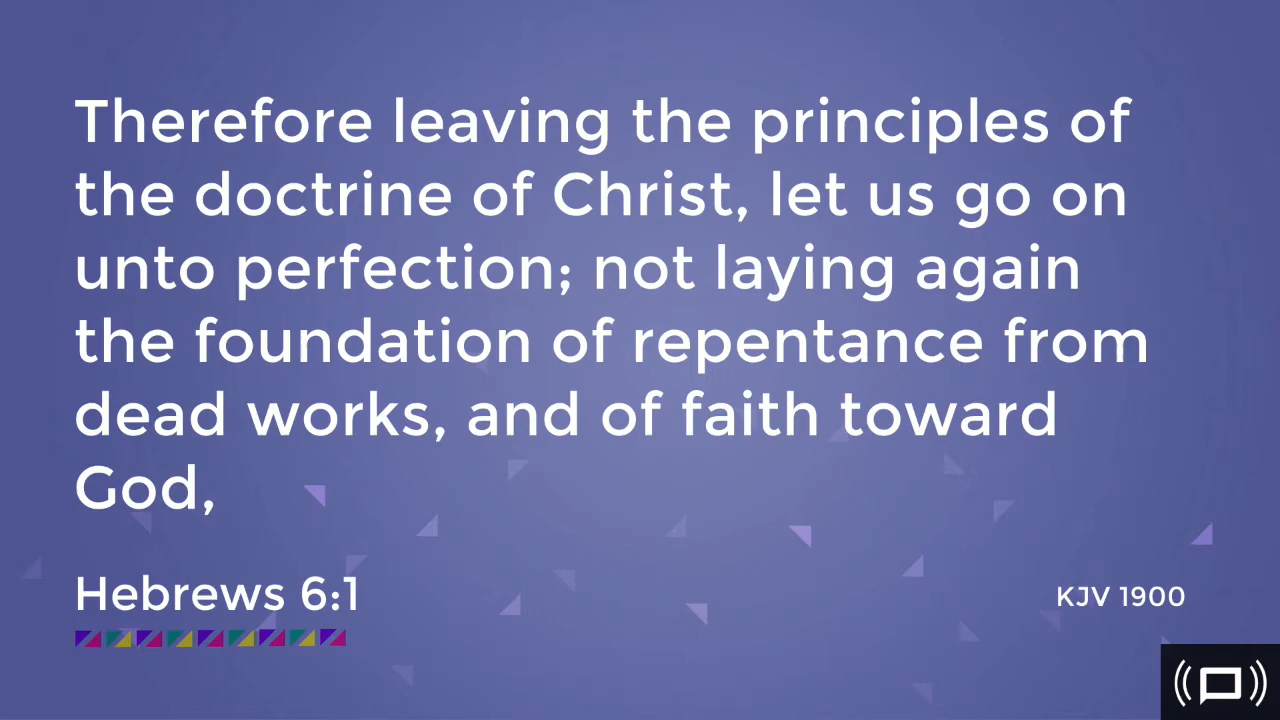 Therefore leaving the principles of
the doctrine of Christ, let us go on
unto perfection; not laying again
the foundation of repentance from
dead works, and of faith toward
God,
Hebrews 6:1
KJV 1900